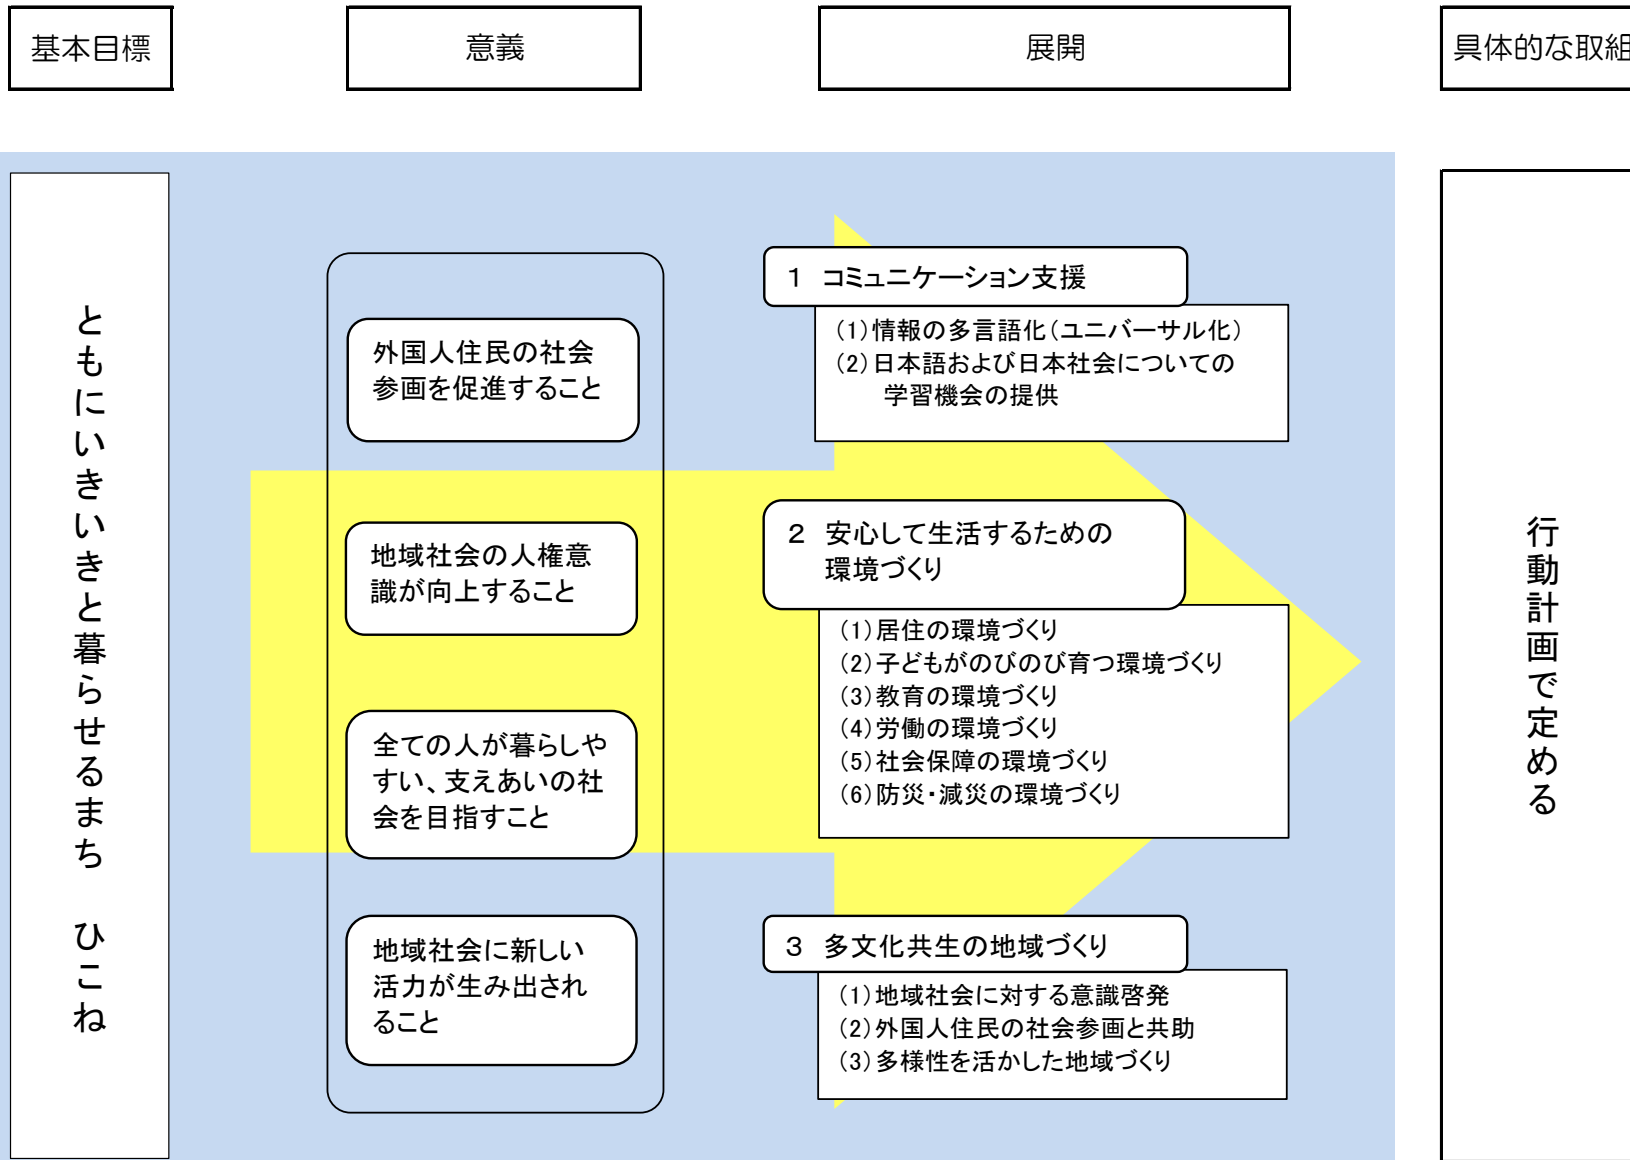 基本目標
意義
展開
具体的な取組
ともにいきいきと暮らせるまち　ひこね
外国人住民の社会
参画を促進すること
地域社会の人権意
識が向上すること
全ての人が暮らしや
すい、支えあいの社
会を目指すこと
地域社会に新しい
活力が生み出され
ること
１　コミュニケーション支援
(1)情報の多言語化(ユニバーサル化)
(2)日本語および日本社会についての
学習機会の提供
２　安心して生活するための
環境づくり
(1)居住の環境づくり
(2)子どもがのびのび育つ環境づくり
(3)教育の環境づくり
(4)労働の環境づくり
(5)社会保障の環境づくり
(6)防災・減災の環境づくり
３　多文化共生の地域づくり
(1)地域社会に対する意識啓発
(2)外国人住民の社会参画と共助
(3)多様性を活かした地域づくり
行動計画で定める